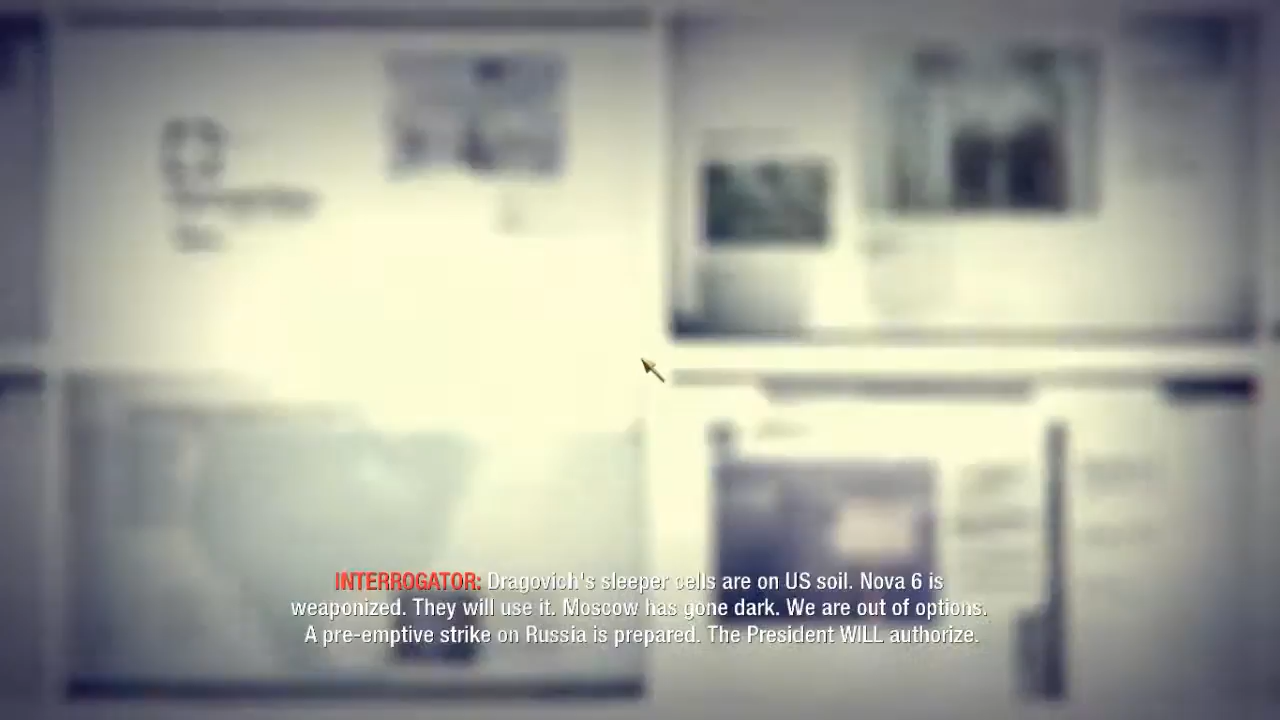 INTERROGATOR: Dragovich's sleeper cells are on US soil. Nova 6 is
weaponized. They will use it. Moscow has gone dark. We are out of options.
A pre-emptive strike on Russia is prepared. The President WILL authorize.